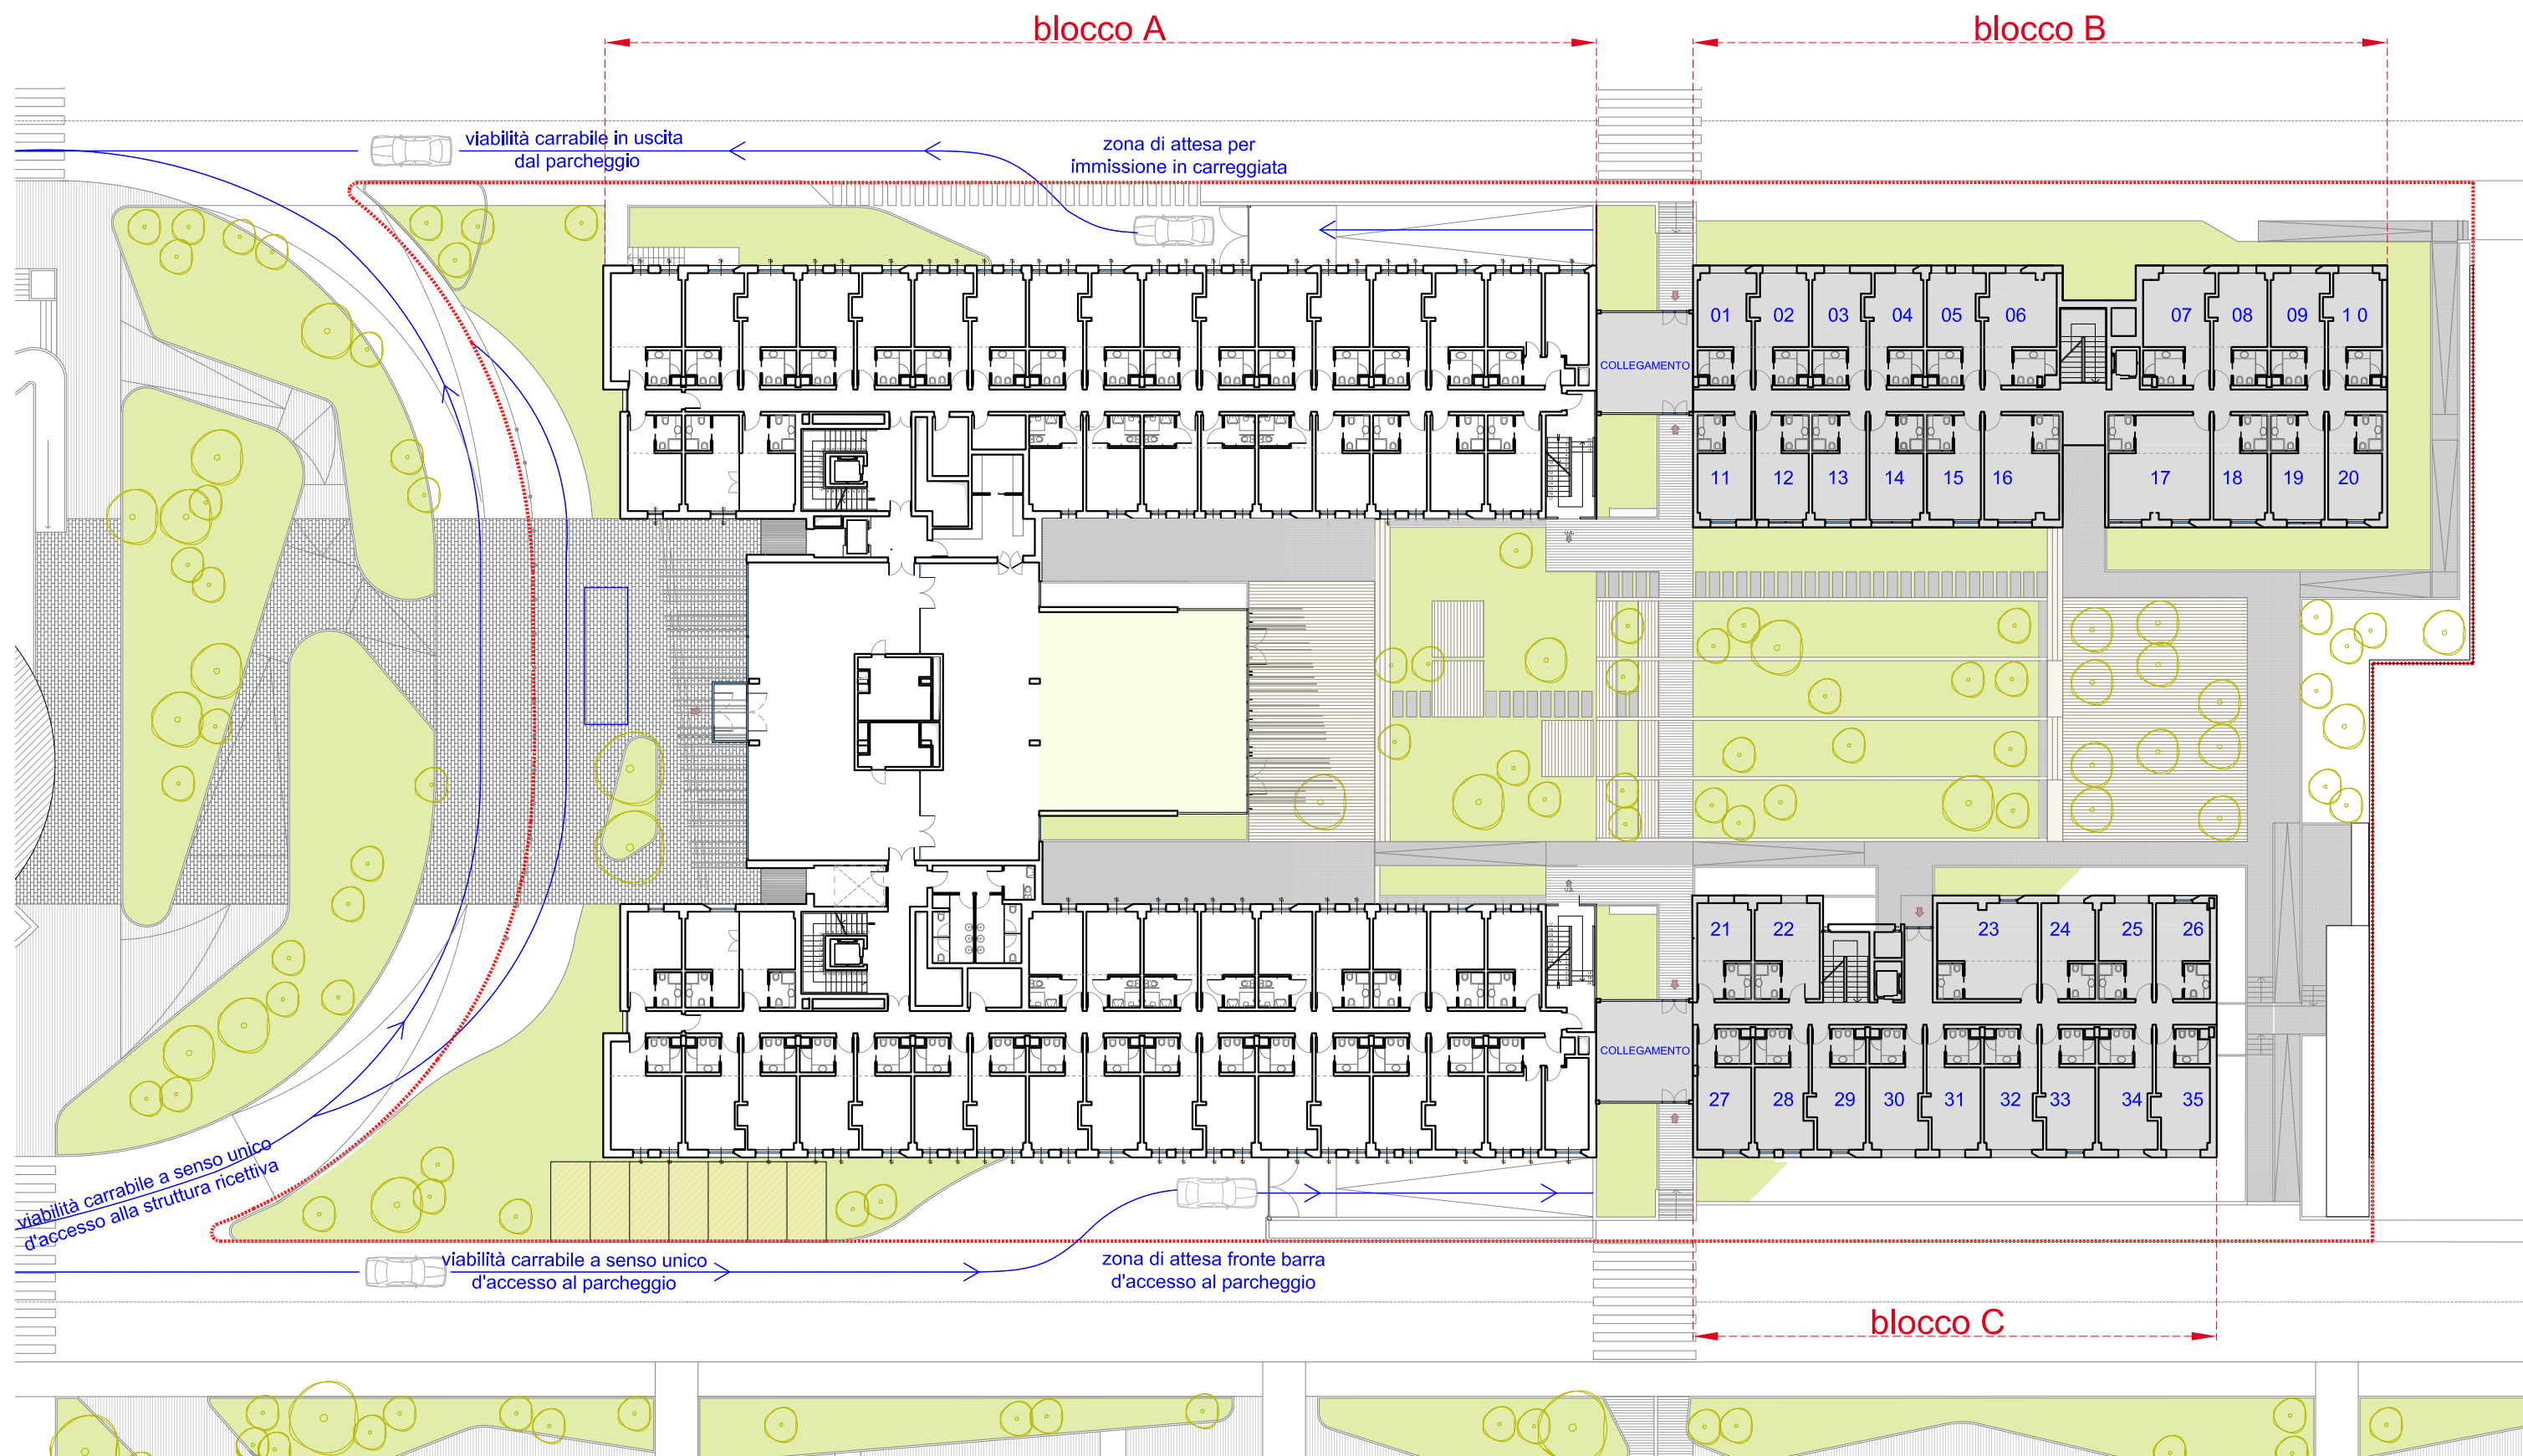 blocco A
blocco B
viabilità carrabile in uscita
dal parcheggio
zona di attesa per
immissione in carreggiata
01
02
03
04
05
06
07
08
09
1 0
COLLEGAMENTO
11
12
13
14
15
16
17
18
19
20
21
22
23
24
25
26
COLLEGAMENTO
27
28
29
30
31
32
33
34
35
viabilità carrabile a senso unico
d'accesso alla struttura ricettiva
viabilità carrabile a senso unico
d'accesso al parcheggio
zona di attesa fronte barra
d'accesso al parcheggio
blocco C